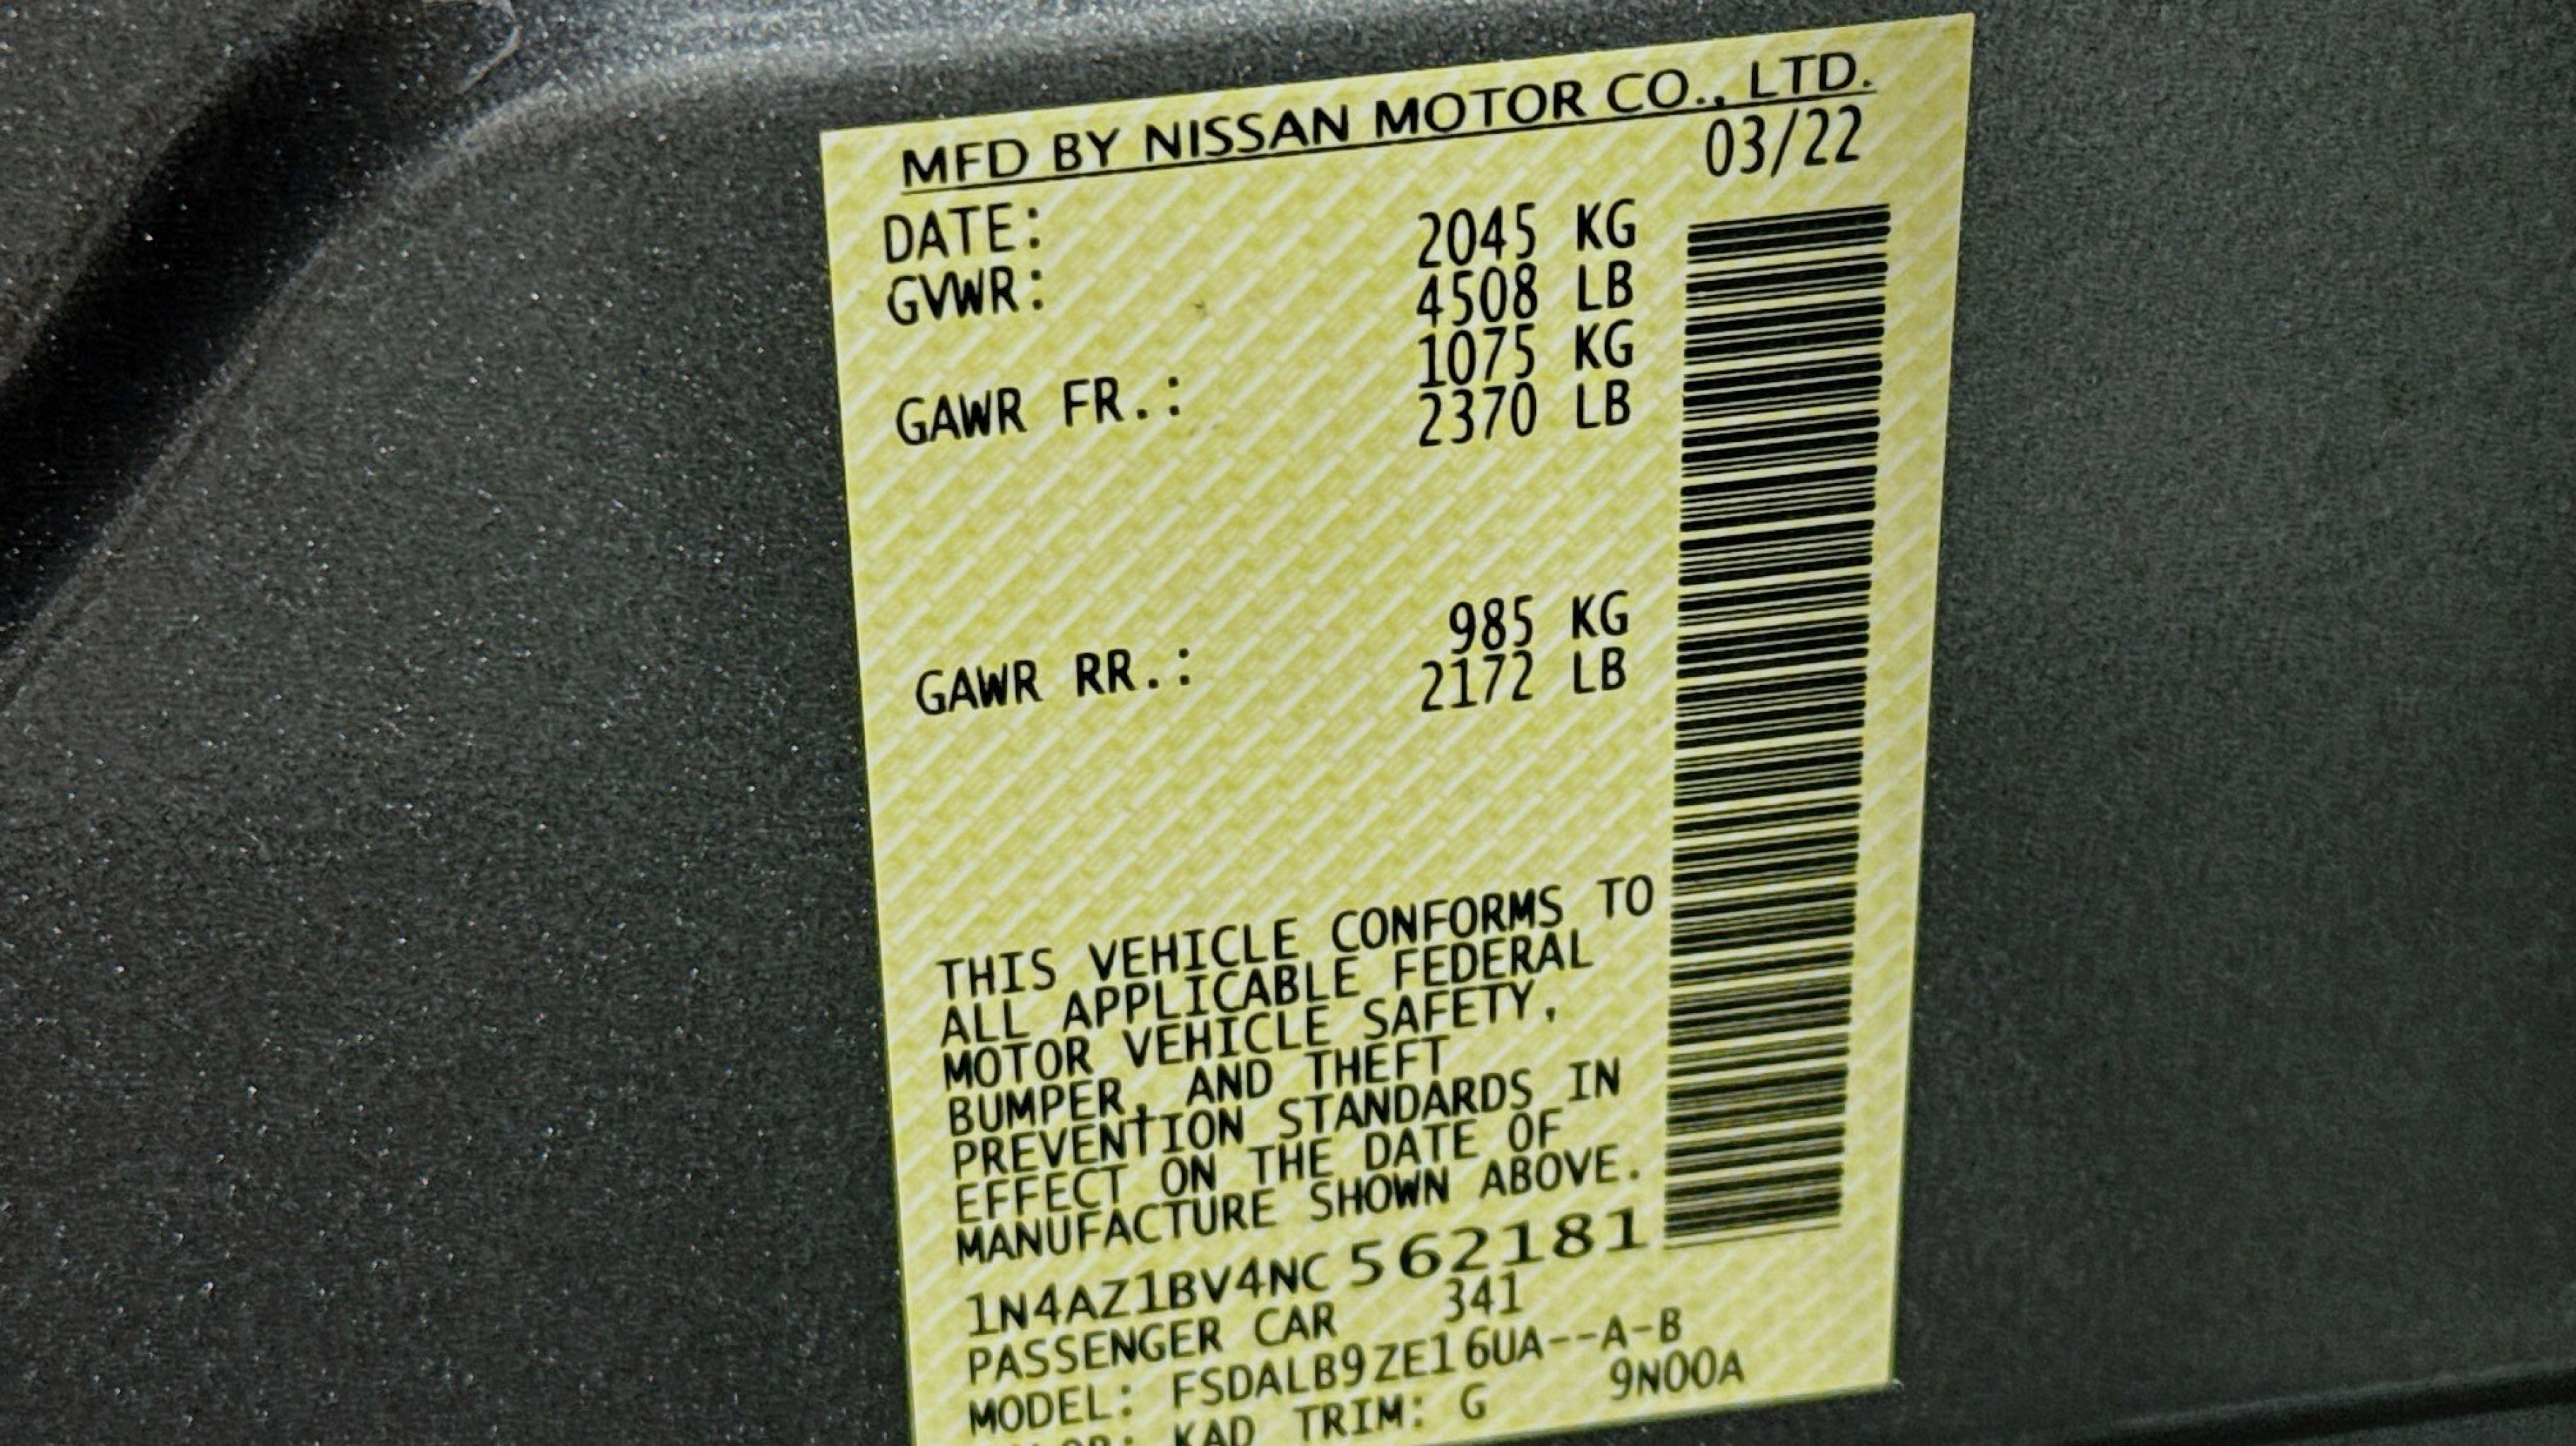 MFD BY NISSAN MOTOR CO., LTD.
DATE: 03/22
GVWR: 2045 KG
4508 LB
GAWR FR.: 1075 KG
2370 LB
GAWR RR.: 985 KG
2172 LB
THIS VEHICLE CONFORMS TO
ALL APPLICABLE FEDERAL
MOTOR VEHICLE SAFETY,
BUMPER, AND THEFT
PREVENTION STANDARDS IN
EFFECT ON THE DATE OF
MANUFACTURE SHOWN ABOVE.
1N4AZ1BV4NC 562181
PASSENGER CAR 341
MODEL: FSDALB9ZE16UA--A-B
KAD TRIM: G 9N00A